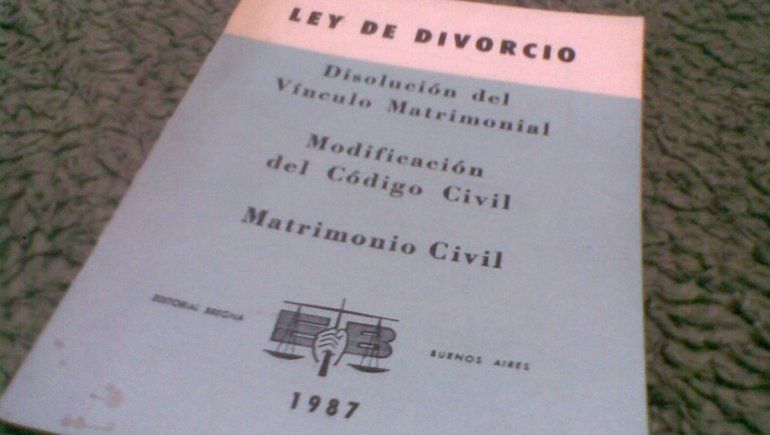 LEY DE DIVORCIO
Disolución del
Vínculo Matrimonial
Modificación
del Código Civil
Matrimonio Civil
EDITORIAL BREGNA
EB
BUENOS AIRES
1987